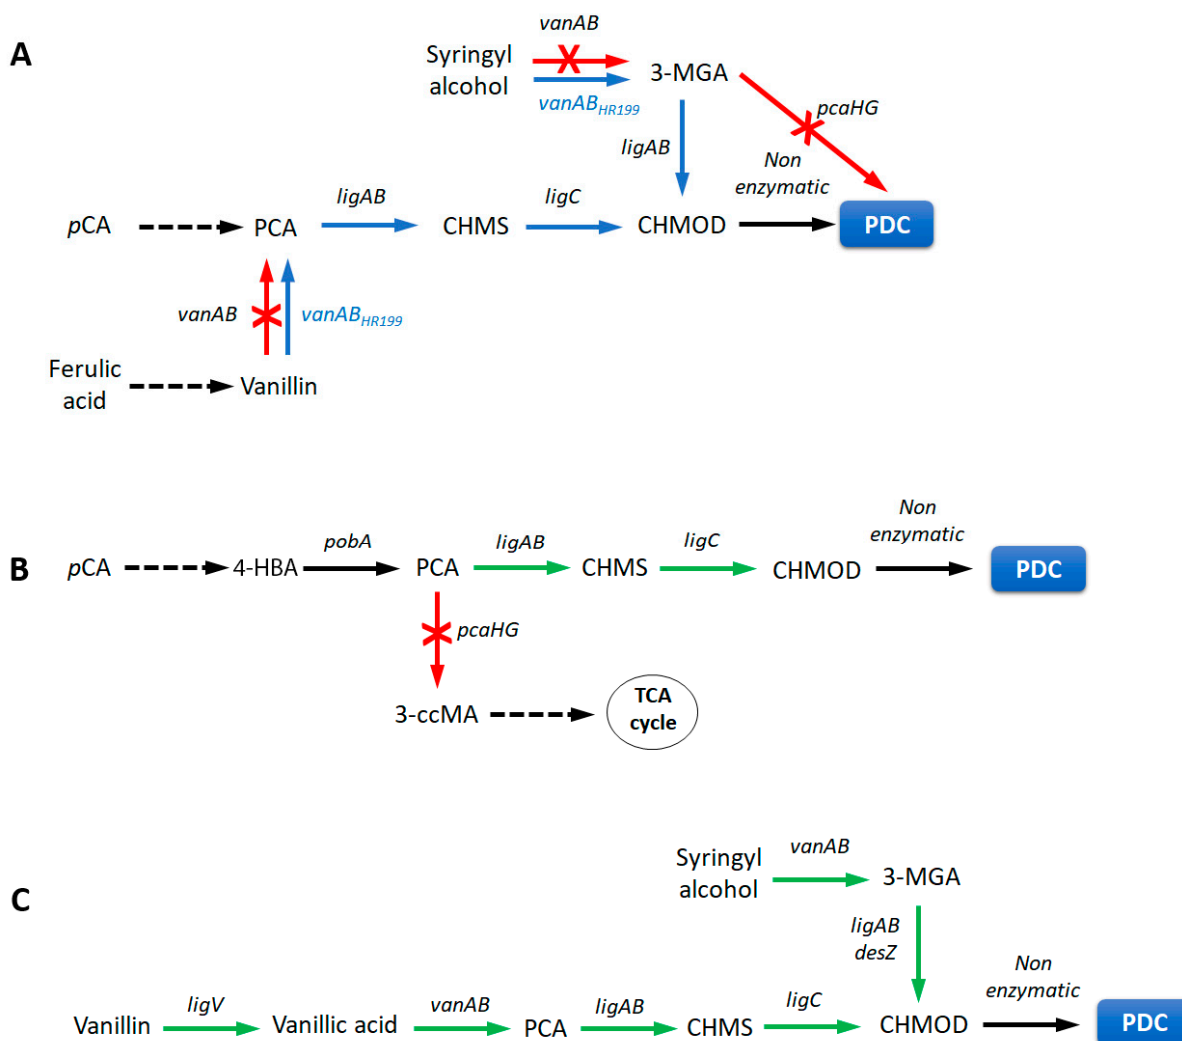 A
vanAB
Syringyl
alcohol
3-MGA
vanAB_HR199
pcaHG
ligAB
Non
enzymatic
ligAB
ligC
pCA
PCA
CHMS
CHMOD
PDC
vanAB
vanAB_HR199
Ferulic
acid
Vanillin
B
Non
enzymatic
pobA
ligAB
ligC
pCA
4-HBA
PCA
CHMS
CHMOD
PDC
pcaHG
3-ccMA
TCA
cycle
C
Syringyl
alcohol
vanAB
3-MGA
ligAB
desZ
Non
enzymatic
ligV
vanAB
ligAB
ligC
Vanillin
Vanillic acid
PCA
CHMS
CHMOD
PDC